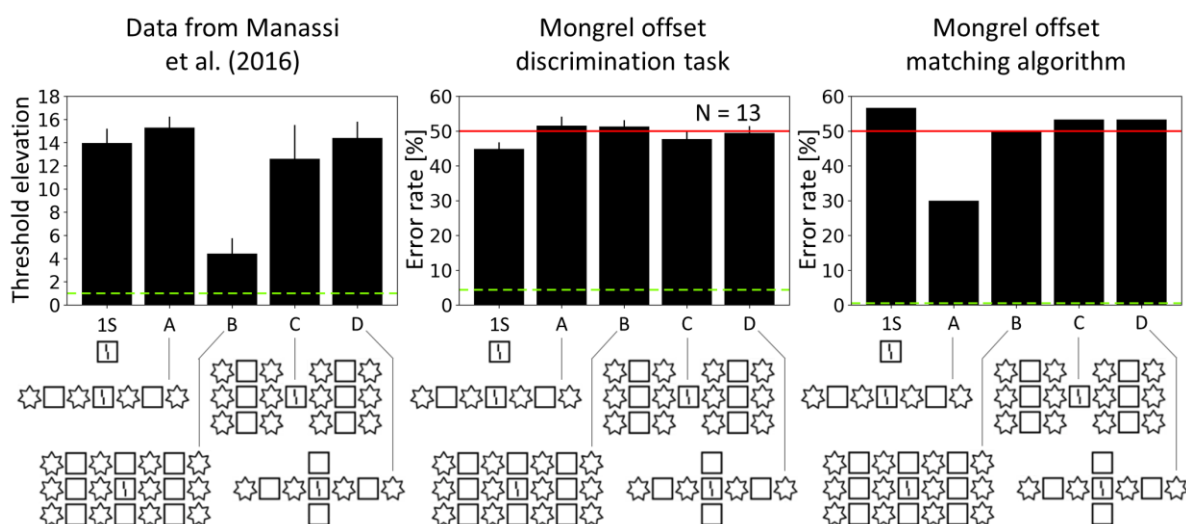 Data from Manassi
et al. (2016)
Mongrel offset
discrimination task
Mongrel offset
matching algorithm
Threshold elevation
18
16
14
12
10
8
6
4
2
0
1S A B C D
Error rate [%]
60
50
40
30
20
10
0
N = 13
1S A B C D
Error rate [%]
60
50
40
30
20
10
0
1S A B C D